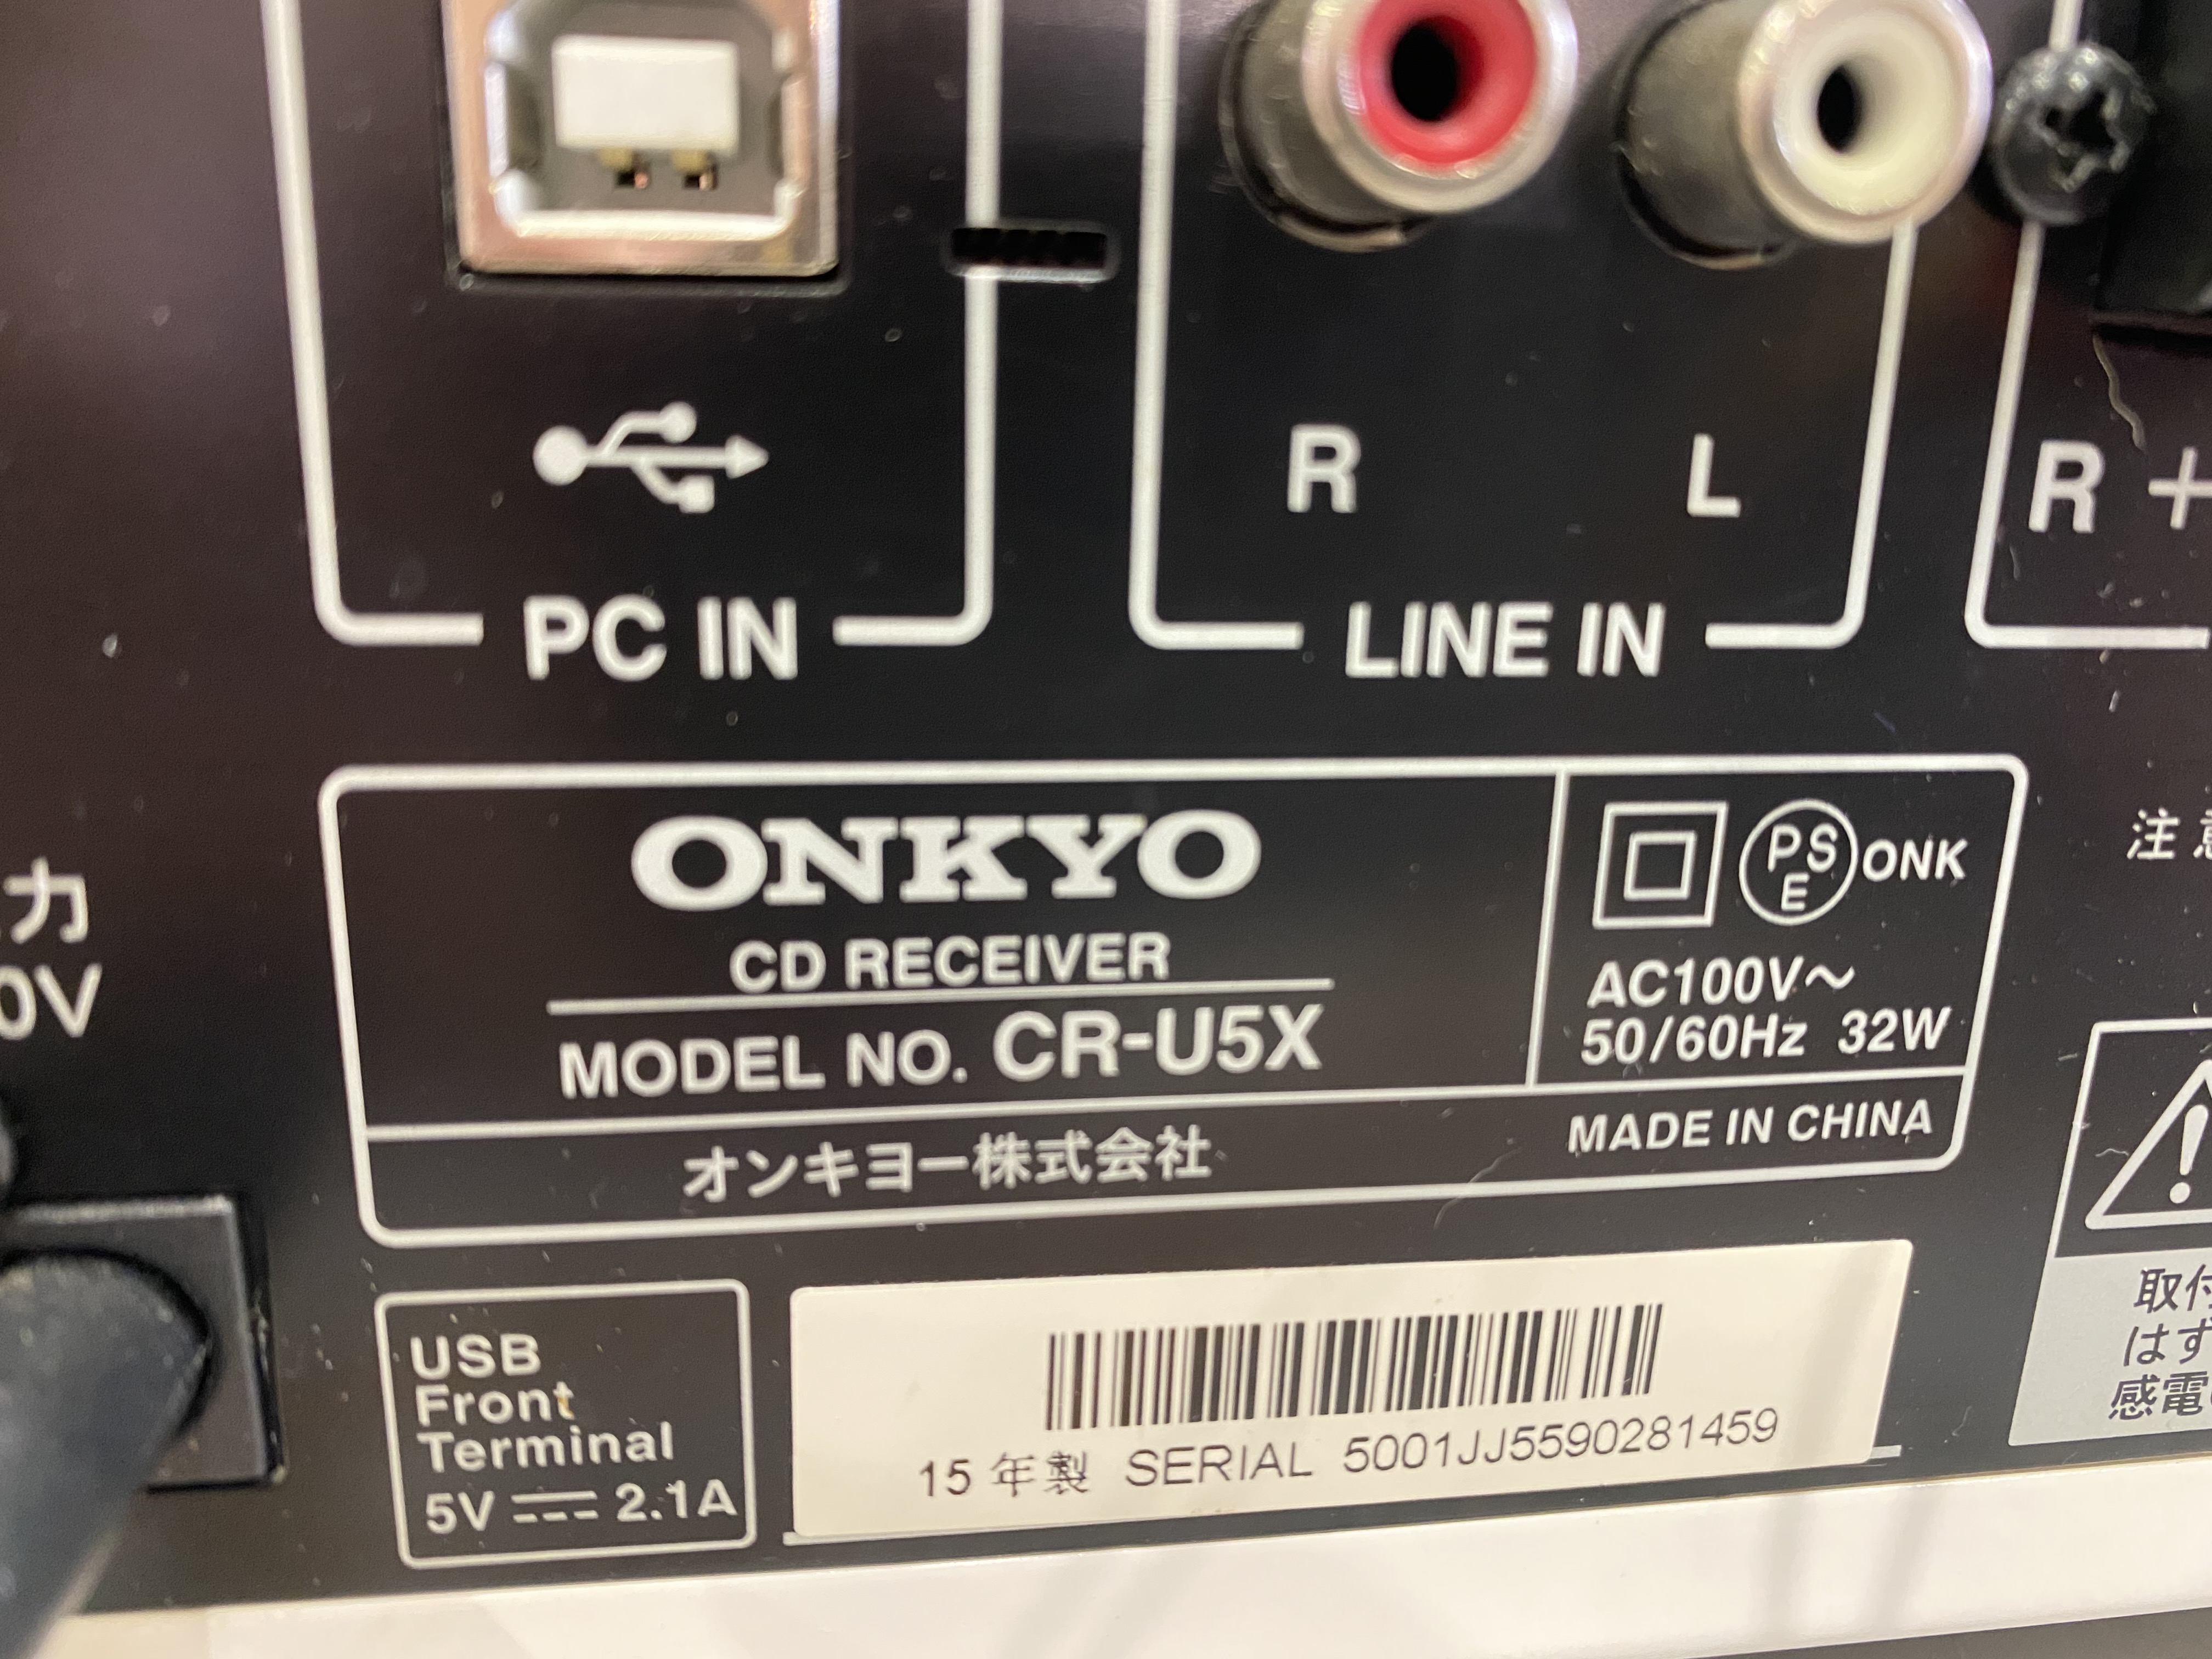 R L
R +
PC IN
LINE IN
ONKYO
CD RECEIVER
MODEL NO. CR-U5X
オンキヨー株式会社
PSE ONK
AC100V～
50/60Hz 32W
MADE IN CHINA
力
0V
注意
USB
Front
Terminal
5V ⎓ 2.1A
15 年製 SERIAL 5001JJ5590281459
取付
はず
感電